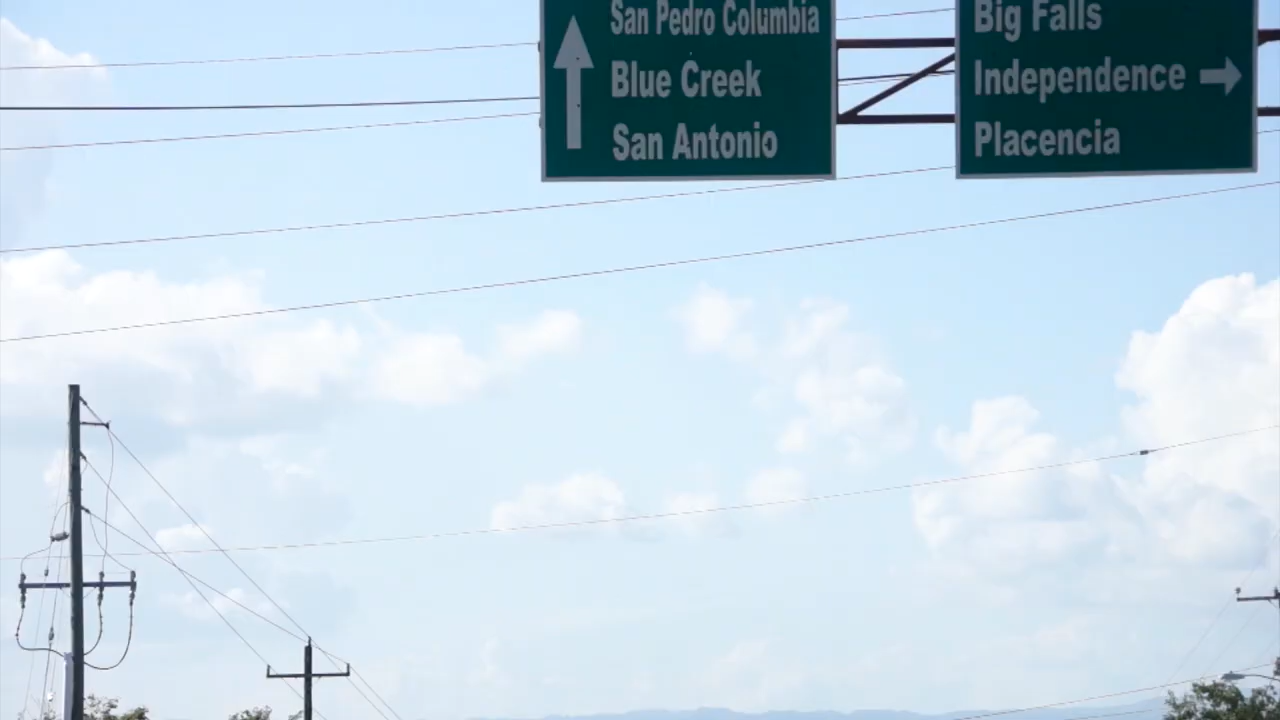 San Pedro Columbia
Blue Creek
San Antonio
Big Falls
Independence
Placencia